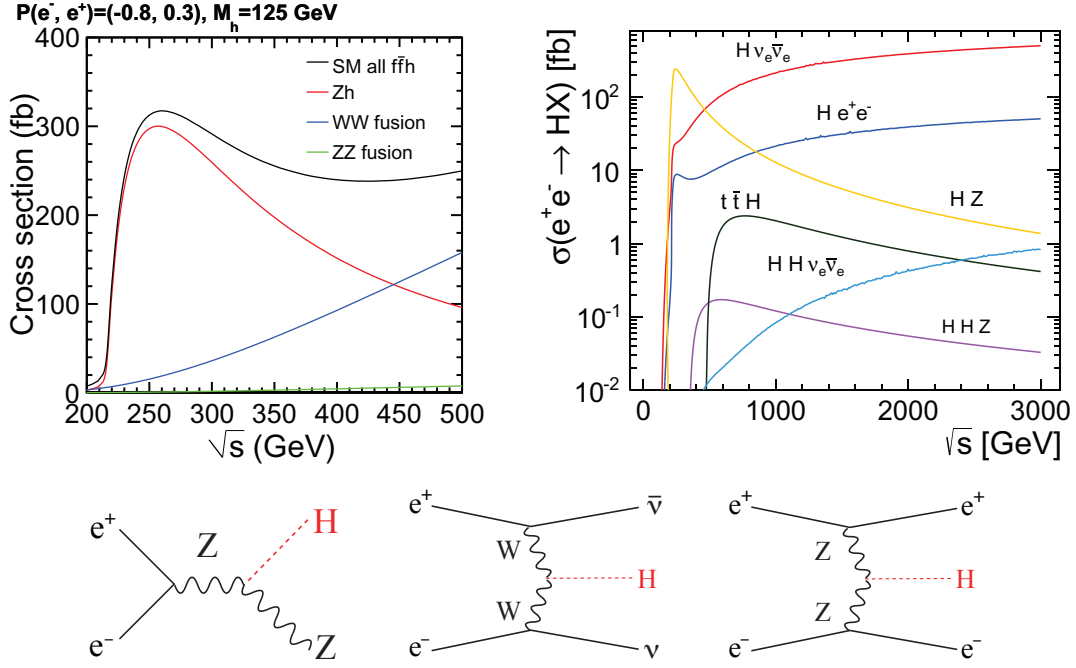 P(e⁻, e⁺)=(-0.8, 0.3), M_h=125 GeV
Cross section (fb)
400
300
200
100
0
SM all ff̄h
Zh
WW fusion
ZZ fusion
200 250 300 350 400 450 500
√s (GeV)
σ(e⁺e⁻ → HX) [fb]
10²
10
1
10⁻¹
10⁻²
H ν_e ν̄_e
H e⁺e⁻
t t̄ H
H Z
H H ν_e ν̄_e
H H Z
0 1000 2000 3000
√s [GeV]
e⁺
Z
H
e⁻
Z
e⁺
ν̄
W
H
W
e⁻
ν
e⁺
e⁺
Z
H
Z
e⁻
e⁻